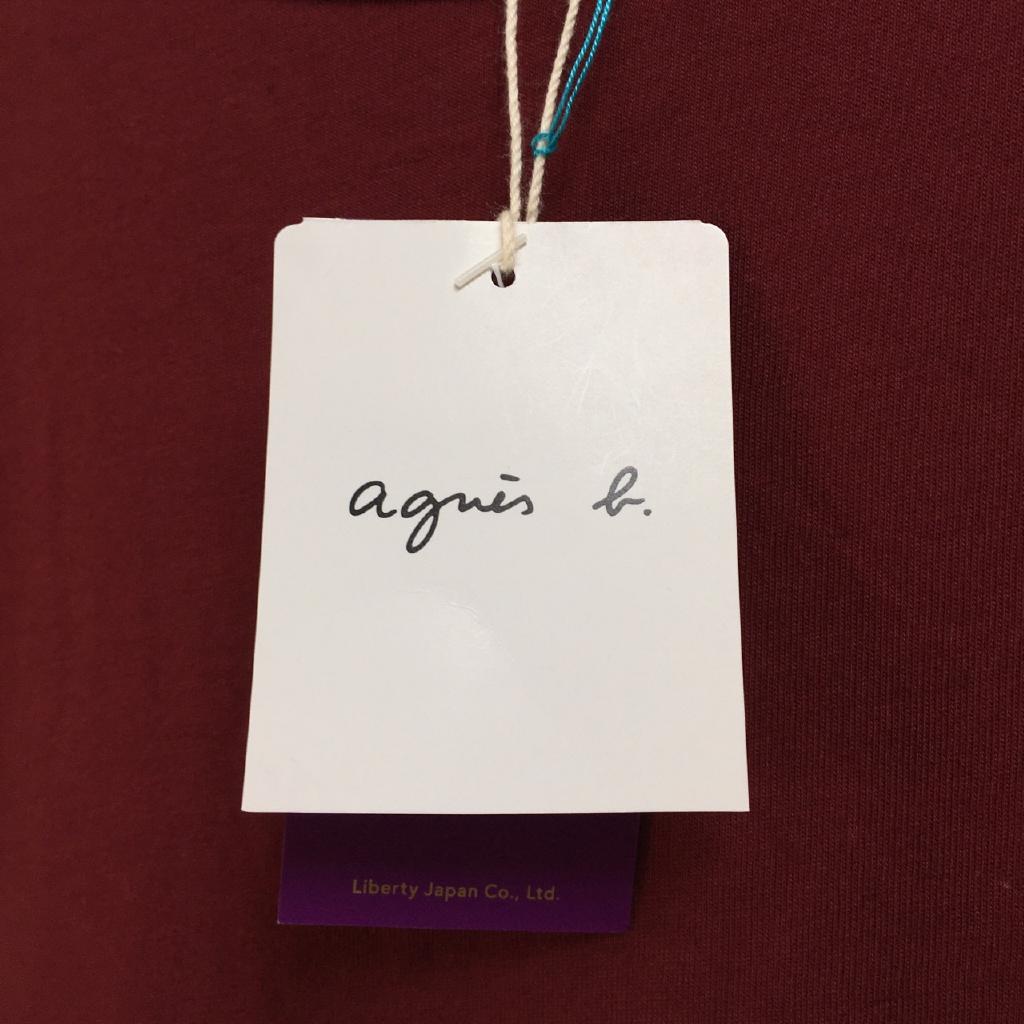 agnès b.
Liberty Japan Co., Ltd.